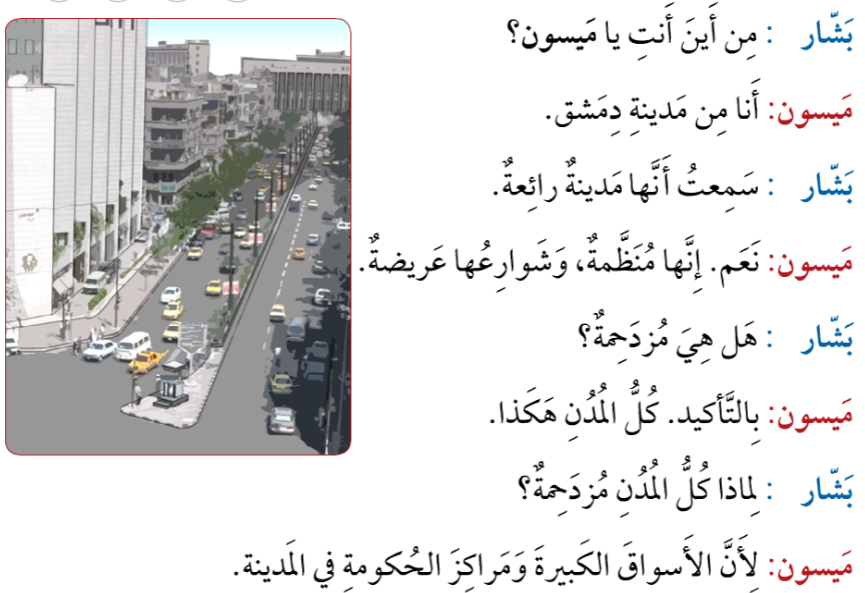 بَشّار : مِن أَينَ أَنتِ يا مَيسون؟
مَيسون: أَنا مِن مَدينةِ دِمَشق.
بَشّار : سَمِعتُ أَنَّها مَدينةٌ رائِعةٌ.
مَيسون: نَعَم. إِنَّها مُنَظَّمةٌ، وَشَوارِعُها عَريضةٌ.
بَشّار : هَل هِيَ مُزدَحِمةٌ؟
مَيسون: بِالتَّأكيد. كُلُّ المُدُنِ هَكَذا.
بَشّار : لِماذا كُلُّ المُدُنِ مُزدَحِمةٌ؟
مَيسون: لِأَنَّ الأَسواقَ الكَبيرةَ وَمَراكِزَ الحُكومةِ في المَدينة.